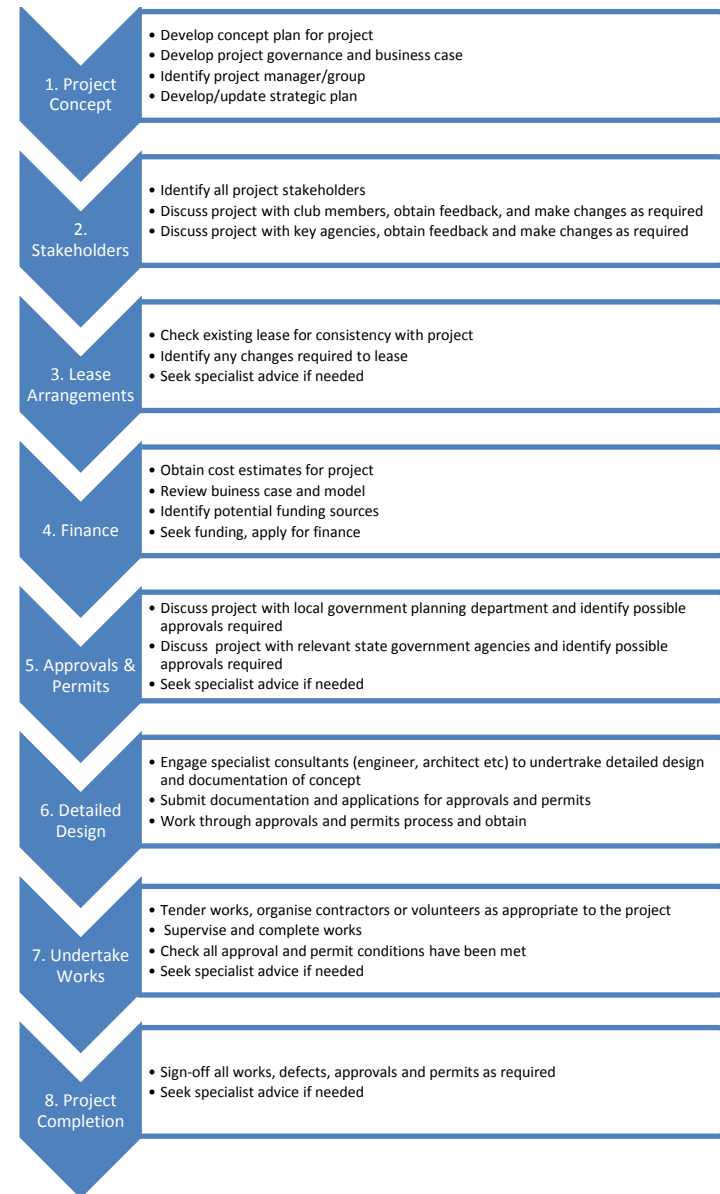 1. Project
Concept
• Develop concept plan for project
• Develop project governance and business case
• Identify project manager/group
• Develop/update strategic plan
2.
Stakeholders
• Identify all project stakeholders
• Discuss project with club members, obtain feedback, and make changes as required
• Discuss project with key agencies, obtain feedback and make changes as required
3. Lease
Arrangements
• Check existing lease for consistency with project
• Identify any changes required to lease
• Seek specialist advice if needed
4. Finance
• Obtain cost estimates for project
• Review business case and model
• Identify potential funding sources
• Seek funding, apply for finance
5. Approvals &
Permits
• Discuss project with local government planning department and identify possible
approvals required
• Discuss  project with relevant state government agencies and identify possible
approvals required
• Seek specialist advice if needed
6. Detailed
Design
• Engage specialist consultants (engineer, architect etc) to undertrake detailed design
and documentation of concept
• Submit documentation and applications for approvals and permits
• Work through approvals and permits process and obtain
7. Undertake
Works
• Tender works, organise contractors or volunteers as appropriate to the project
•  Supervise and complete works
• Check all approval and permit conditions have been met
• Seek specialist advice if needed
8. Project
Completion
• Sign-off all works, defects, approvals and permits as required
• Seek specialist advice if needed